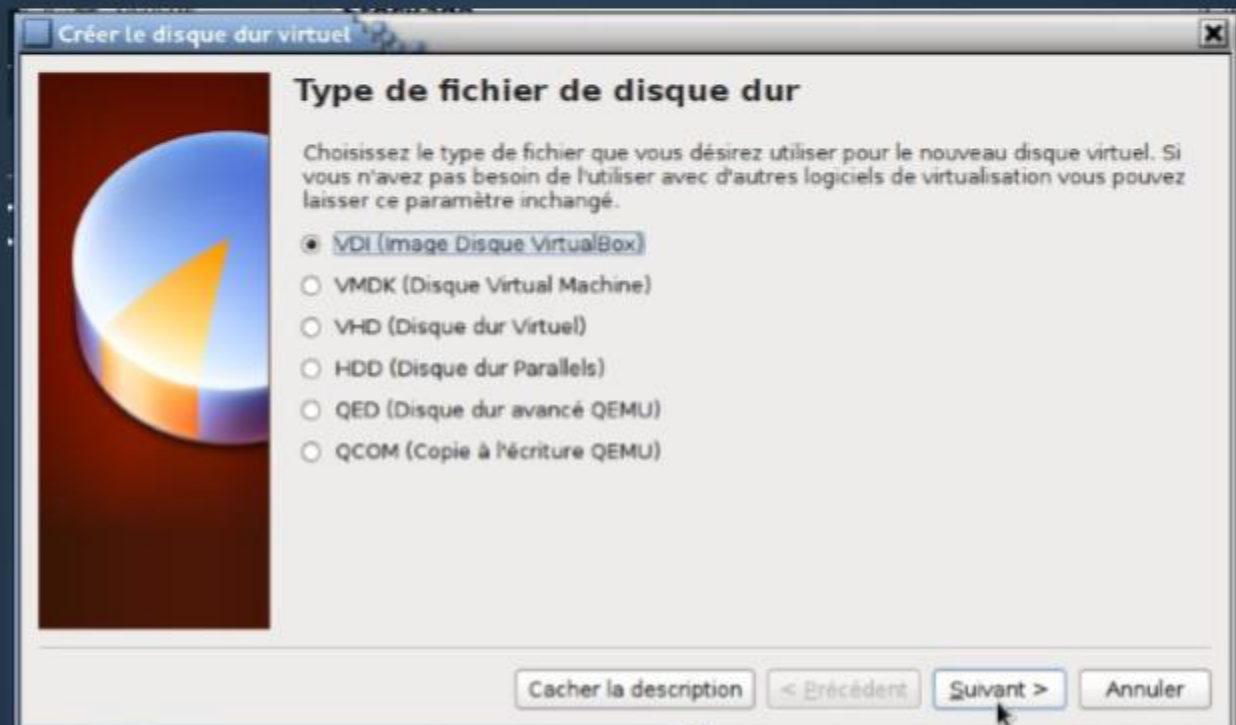 Créer le disque dur virtuel
Type de fichier de disque dur
Choisissez le type de fichier que vous désirez utiliser pour le nouveau disque virtuel. Si
vous n'avez pas besoin de l'utiliser avec d'autres logiciels de virtualisation vous pouvez
laisser ce paramètre inchangé.
VDI (Image Disque VirtualBox)
VMDK (Disque Virtual Machine)
VHD (Disque dur Virtuel)
HDD (Disque dur Parallels)
QED (Disque dur avancé QEMU)
QCOM (Copie à l'écriture QEMU)
Cacher la description < Précédent Suivant > Annuler